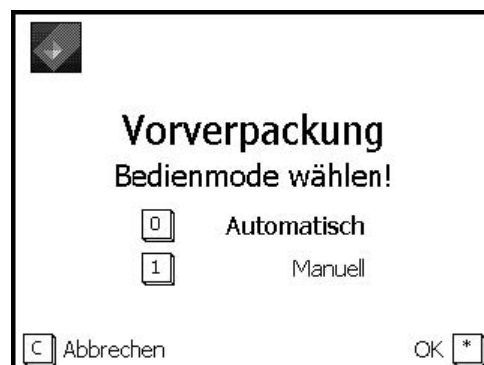 Vorverpackung
Bedienmode wählen!
0 Automatisch
1 Manuell
C Abbrechen OK *